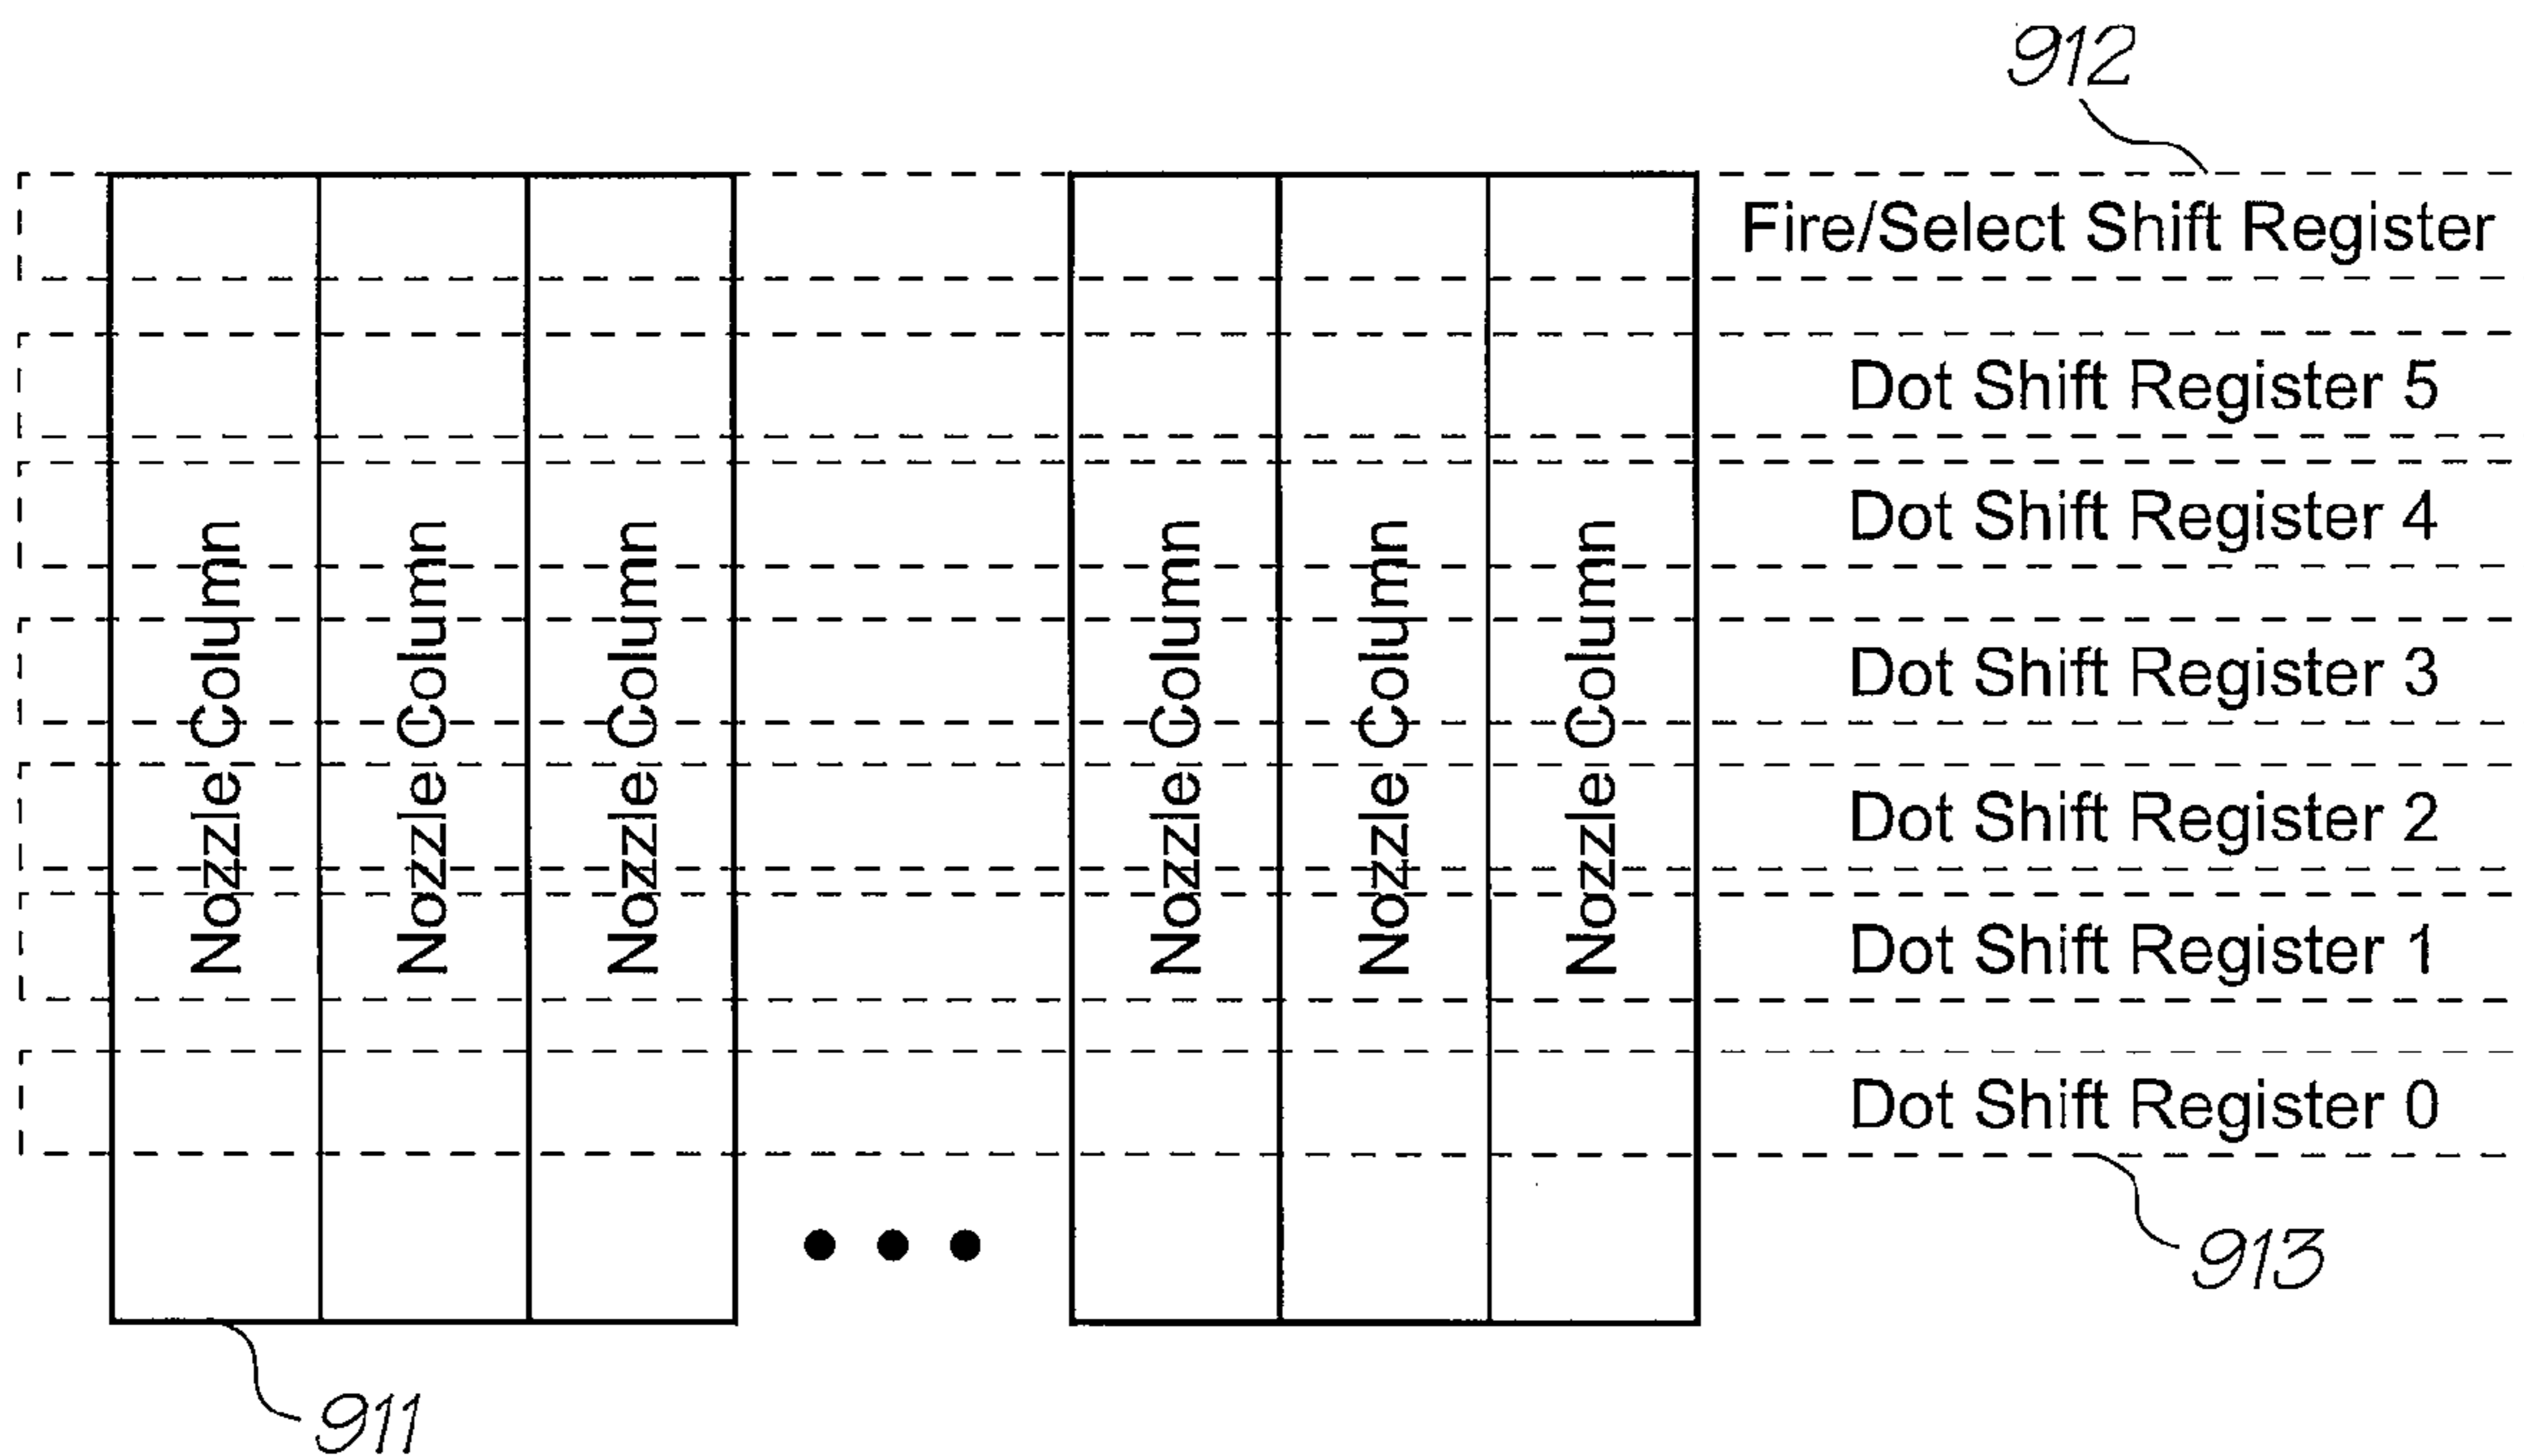 912
Fire/Select Shift Register
Dot Shift Register 5
Dot Shift Register 4
Dot Shift Register 3
Dot Shift Register 2
Dot Shift Register 1
Dot Shift Register 0
Nozzle Column
Nozzle Column
Nozzle Column
Nozzle Column
Nozzle Column
Nozzle Column
913
911